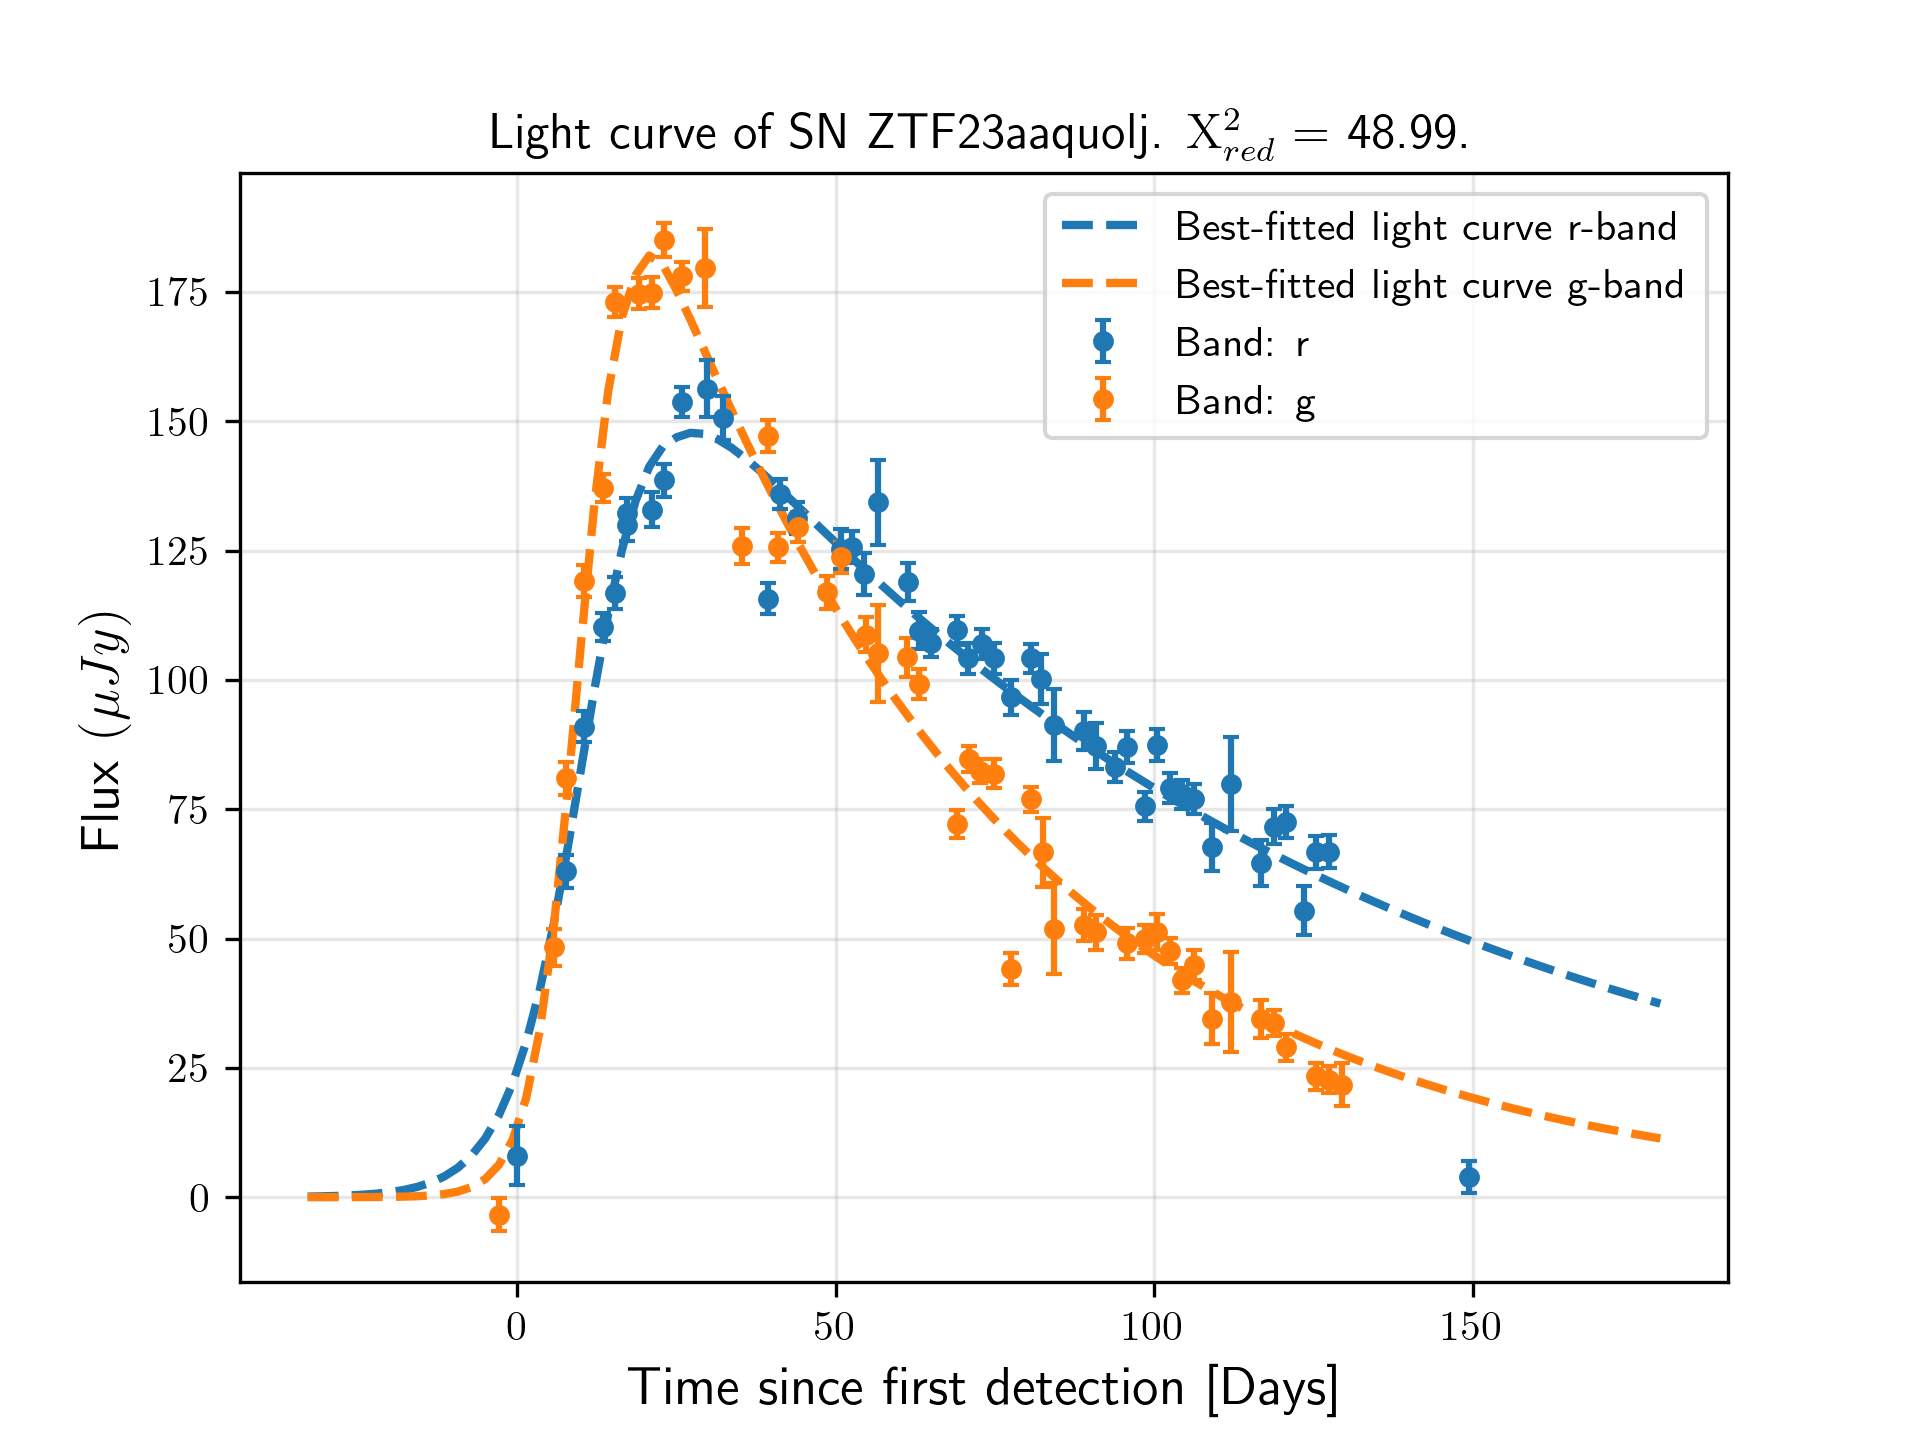 Light curve of SN ZTF23aaquolj. X²_red = 48.99.
Best-fitted light curve r-band
Best-fitted light curve g-band
Band: r
Band: g
Flux (μJy)
175
150
125
100
75
50
25
0
0 50 100 150
Time since first detection [Days]